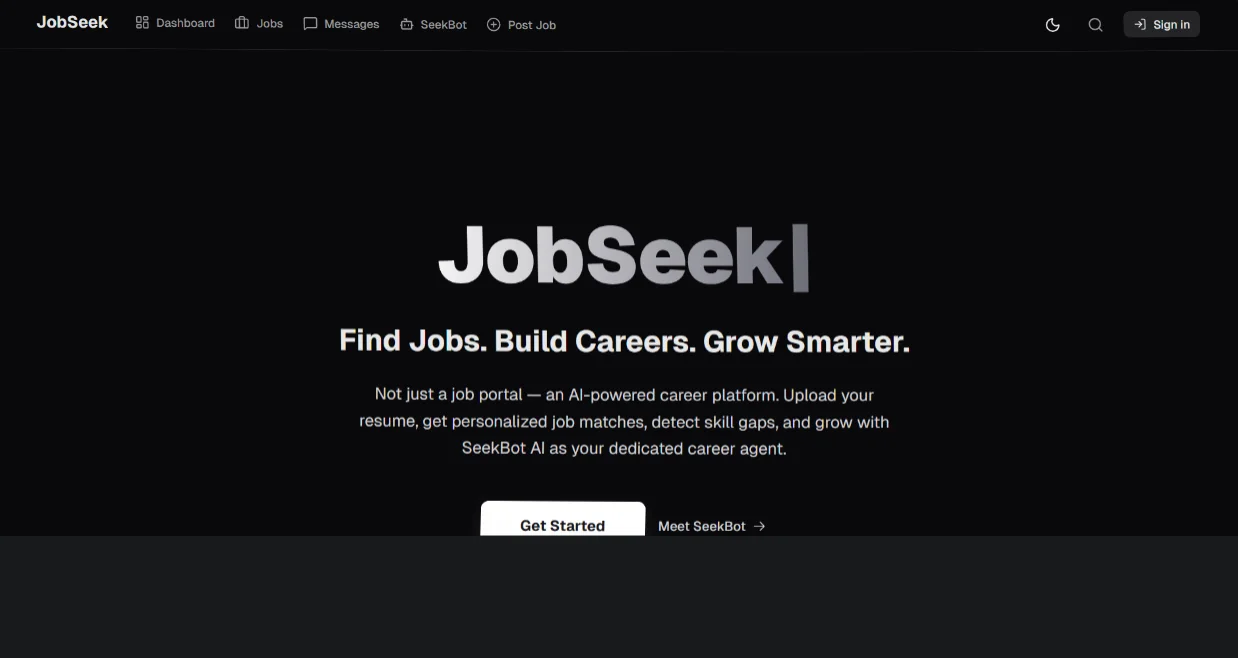 JobSeek Dashboard Jobs Messages SeekBot Post Job Sign in
JobSeek
Find Jobs. Build Careers. Grow Smarter.
Not just a job portal — an AI-powered career platform. Upload your
resume, get personalized job matches, detect skill gaps, and grow with
SeekBot AI as your dedicated career agent.
Get Started Meet SeekBot →